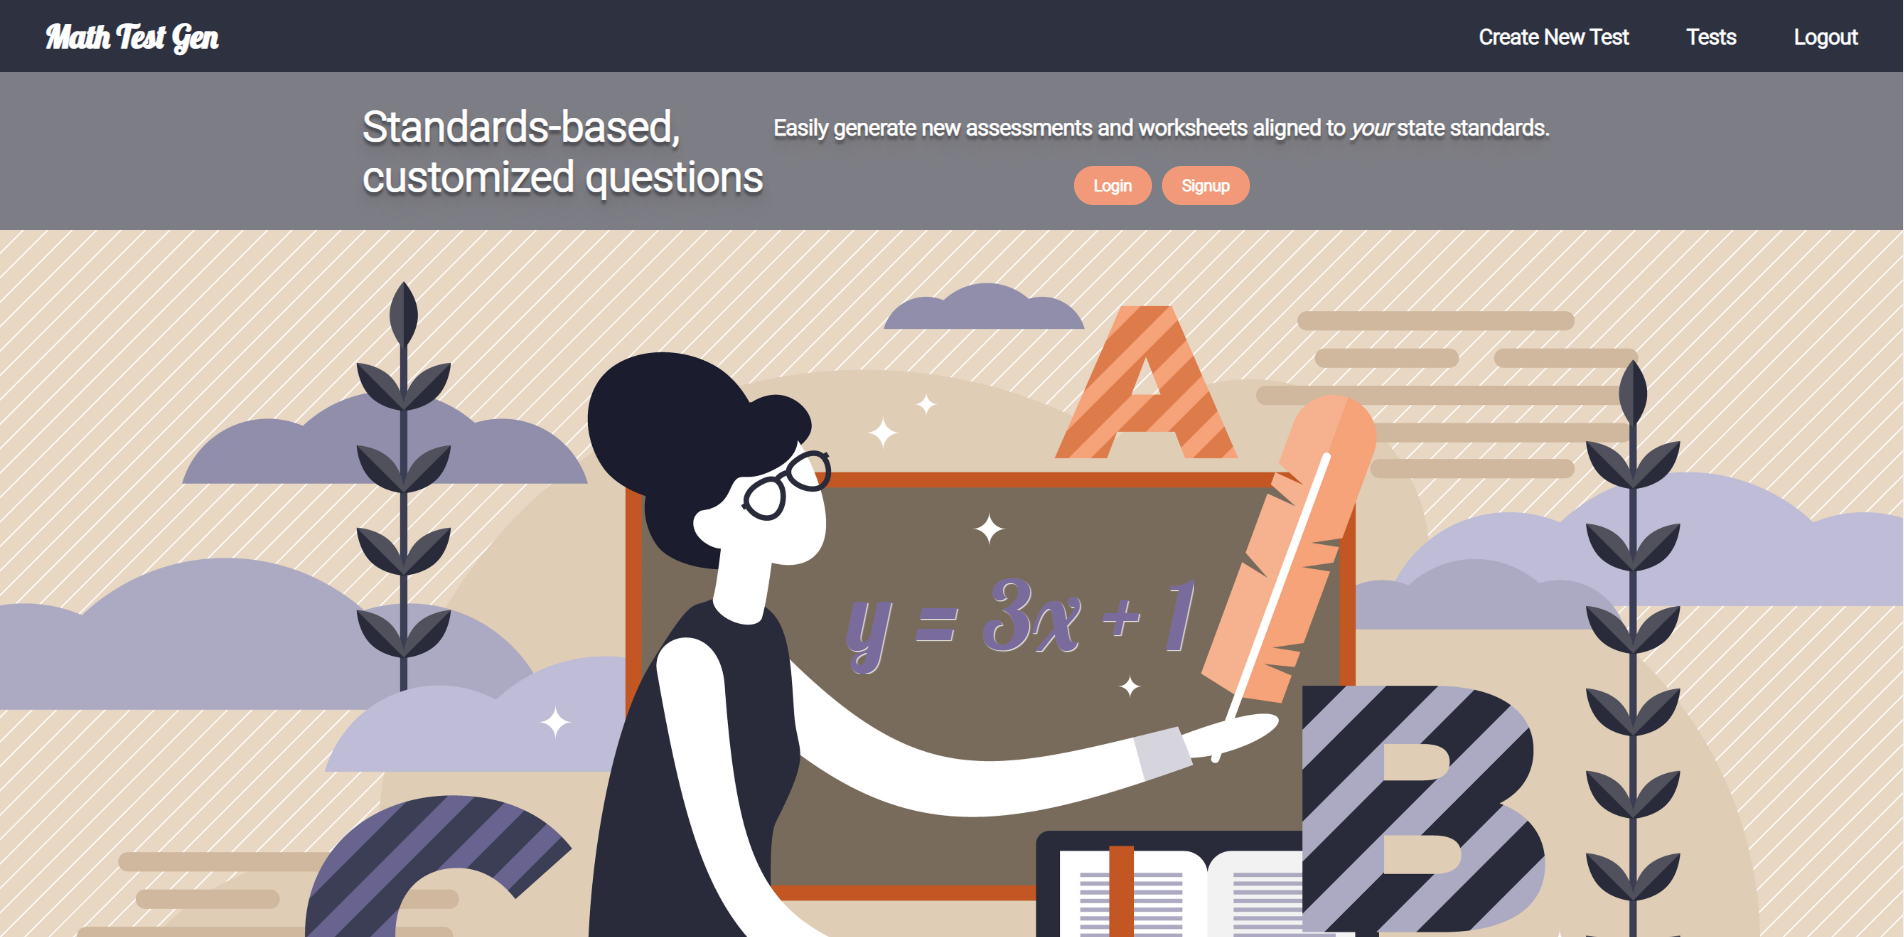 Math Test Gen
Create New Test
Tests
Logout
Standards-based,
customized questions
Easily generate new assessments and worksheets aligned to your state standards.
Login
Signup
A
y = 3x + 1
B
C